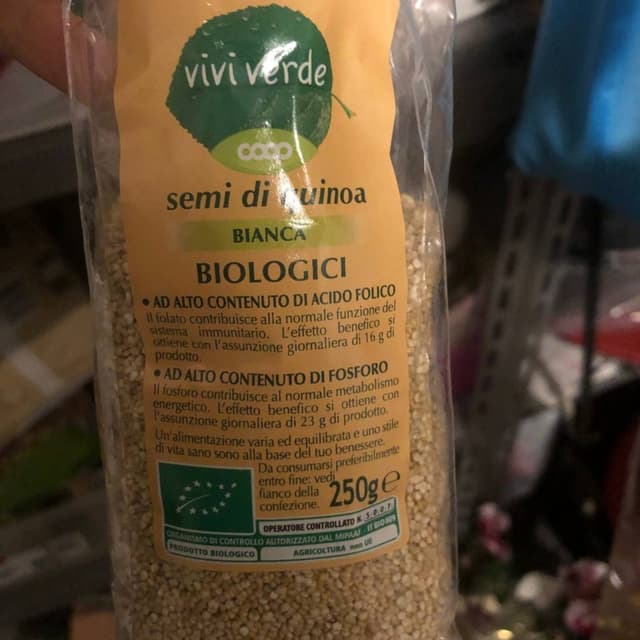 vivi verde
coop
semi di quinoa
BIANCA
BIOLOGICI
• AD ALTO CONTENUTO DI ACIDO FOLICO
Il folato contribuisce alla normale funzione del
sistema immunitario. L'effetto benefico si
ottiene con l'assunzione giornaliera di 16 g di
prodotto.
• AD ALTO CONTENUTO DI FOSFORO
Il fosforo contribuisce al normale metabolismo
energetico. L'effetto benefico si ottiene con
l'assunzione giornaliera di 23 g di prodotto.
Un'alimentazione varia ed equilibrata e uno stile
di vita sano sono alla base del tuo benessere.
Da consumarsi preferibilmente
entro fine: vedi
fianco della
confezione.
250g e
OPERATORE CONTROLLATO N.
ORGANISMO DI CONTROLLO AUTORIZZATO DAL MIPAAF
PRODOTTO BIOLOGICO
AGRICOLTURA non UE